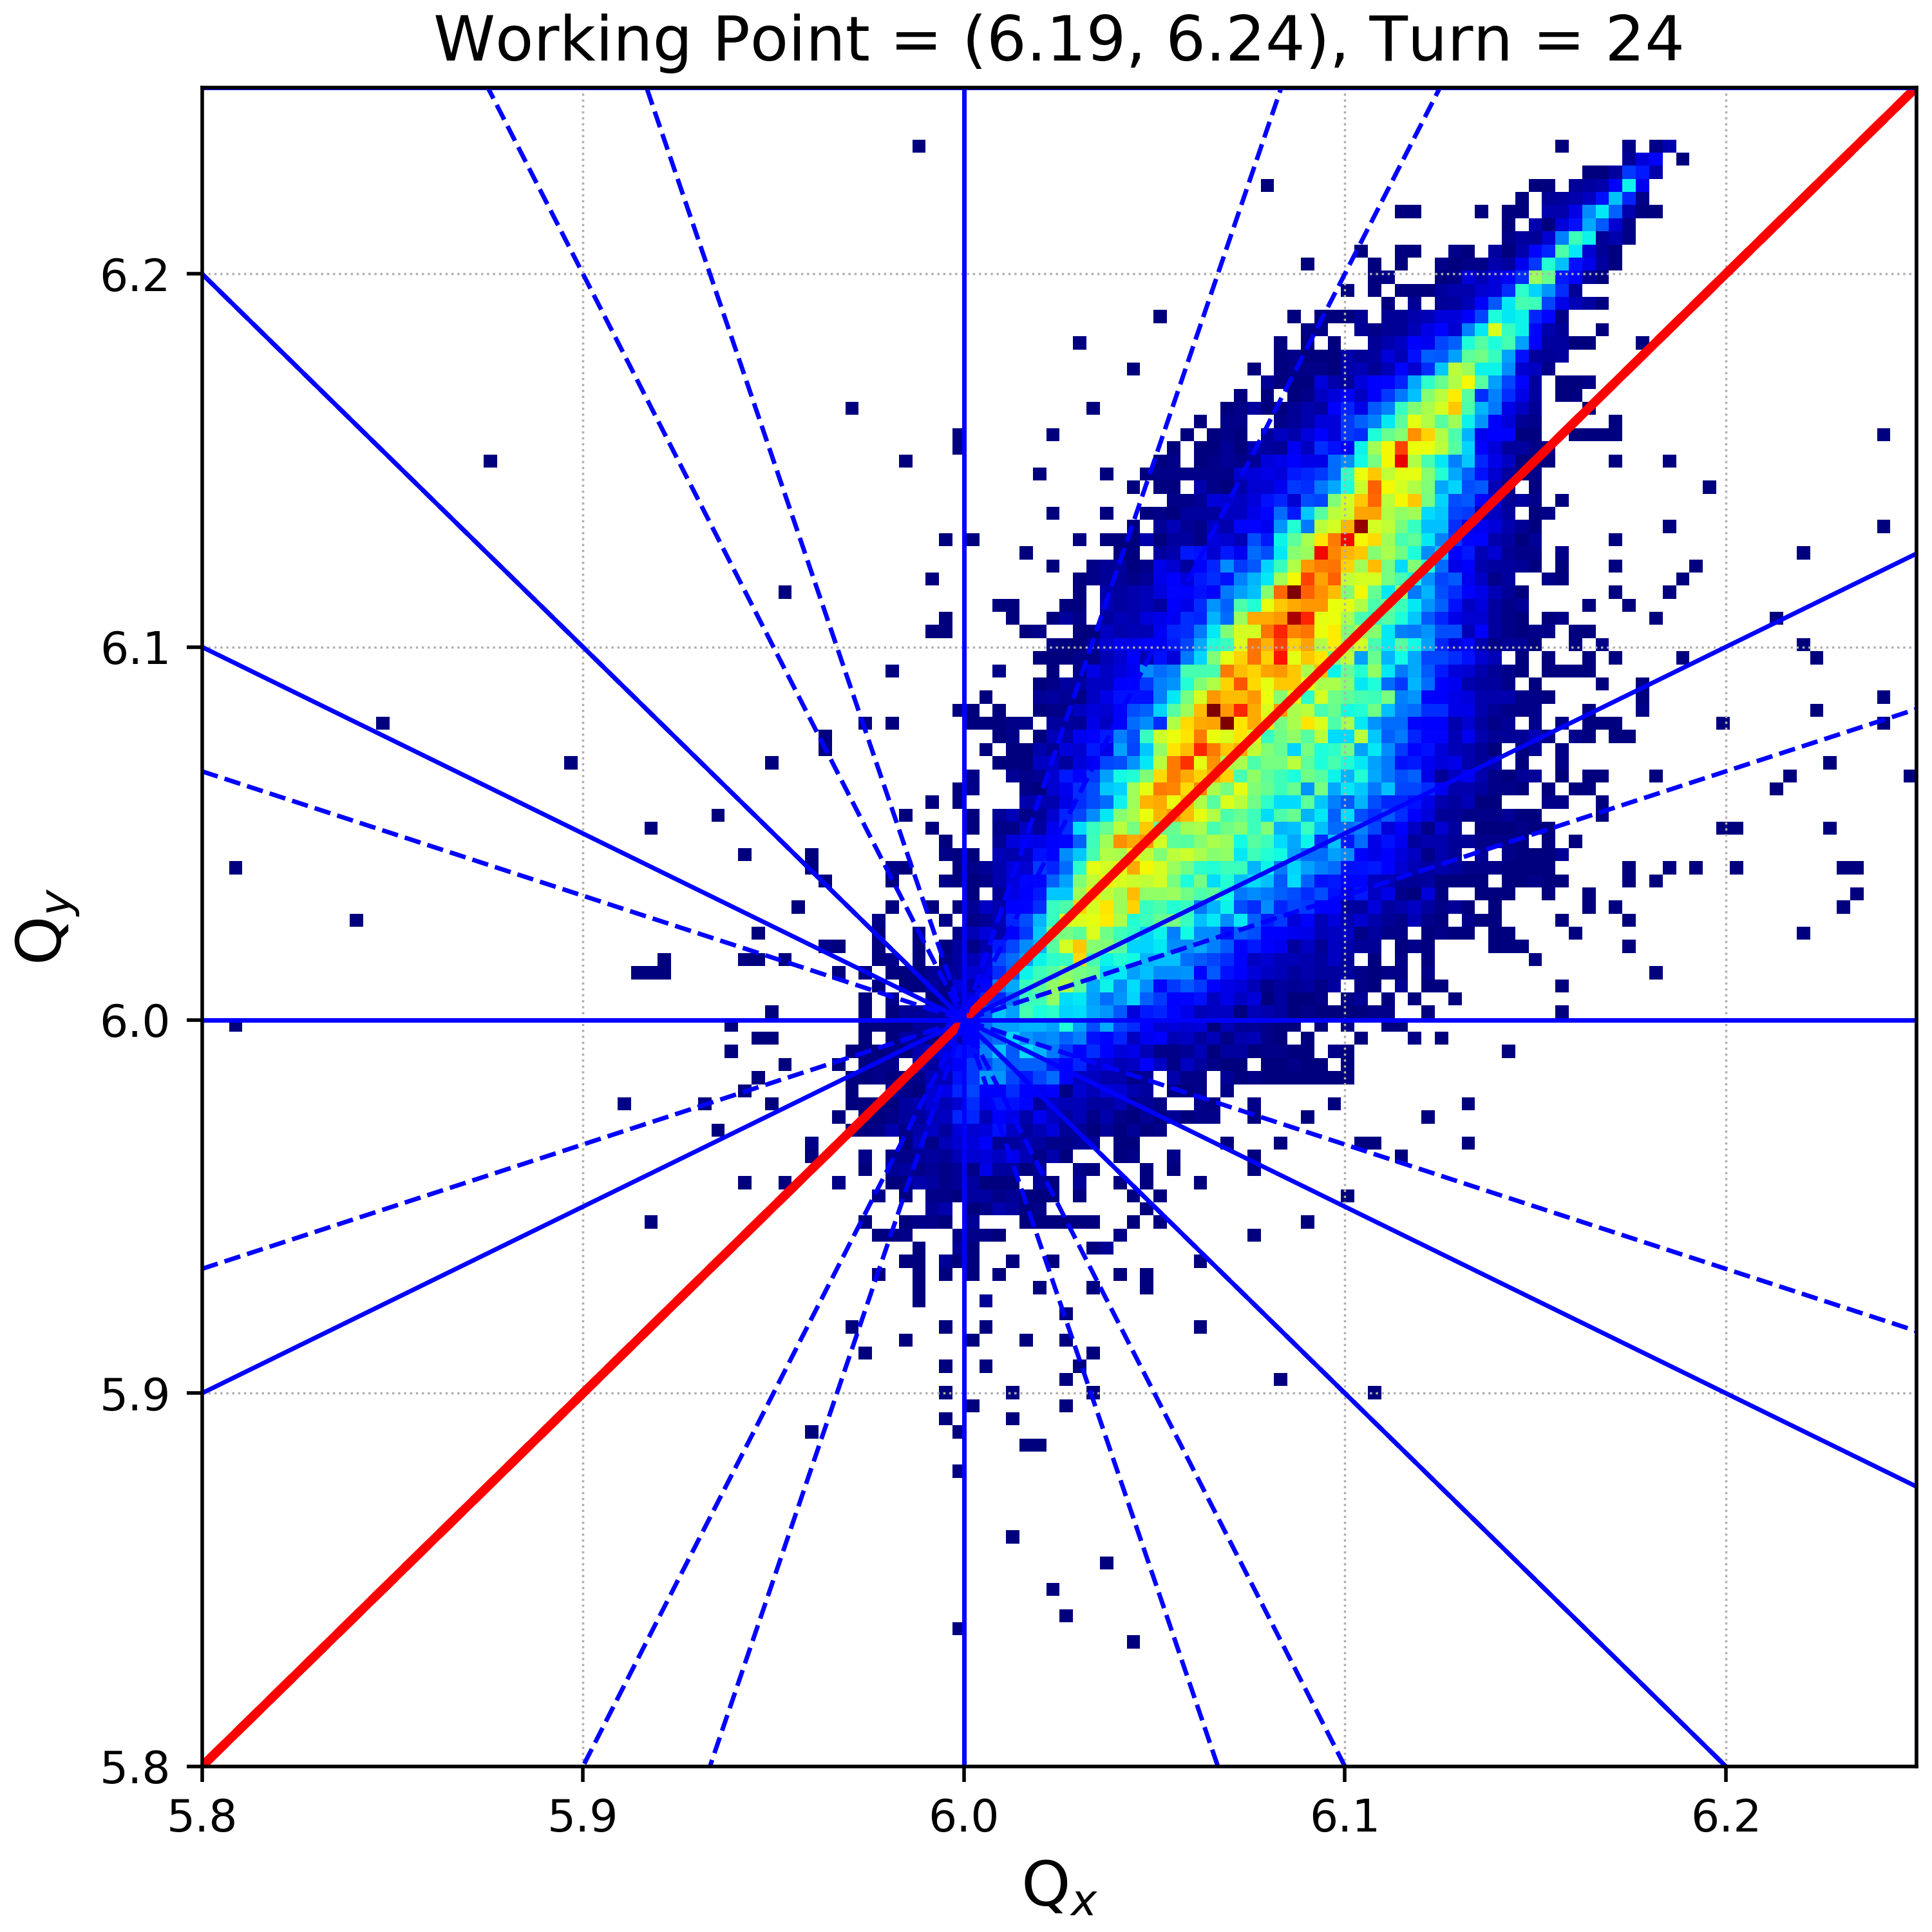 Working Point = (6.19, 6.24), Turn = 24
6.2
6.1
6.0
5.9
5.8
Qy
5.8 5.9 6.0 6.1 6.2
Qx